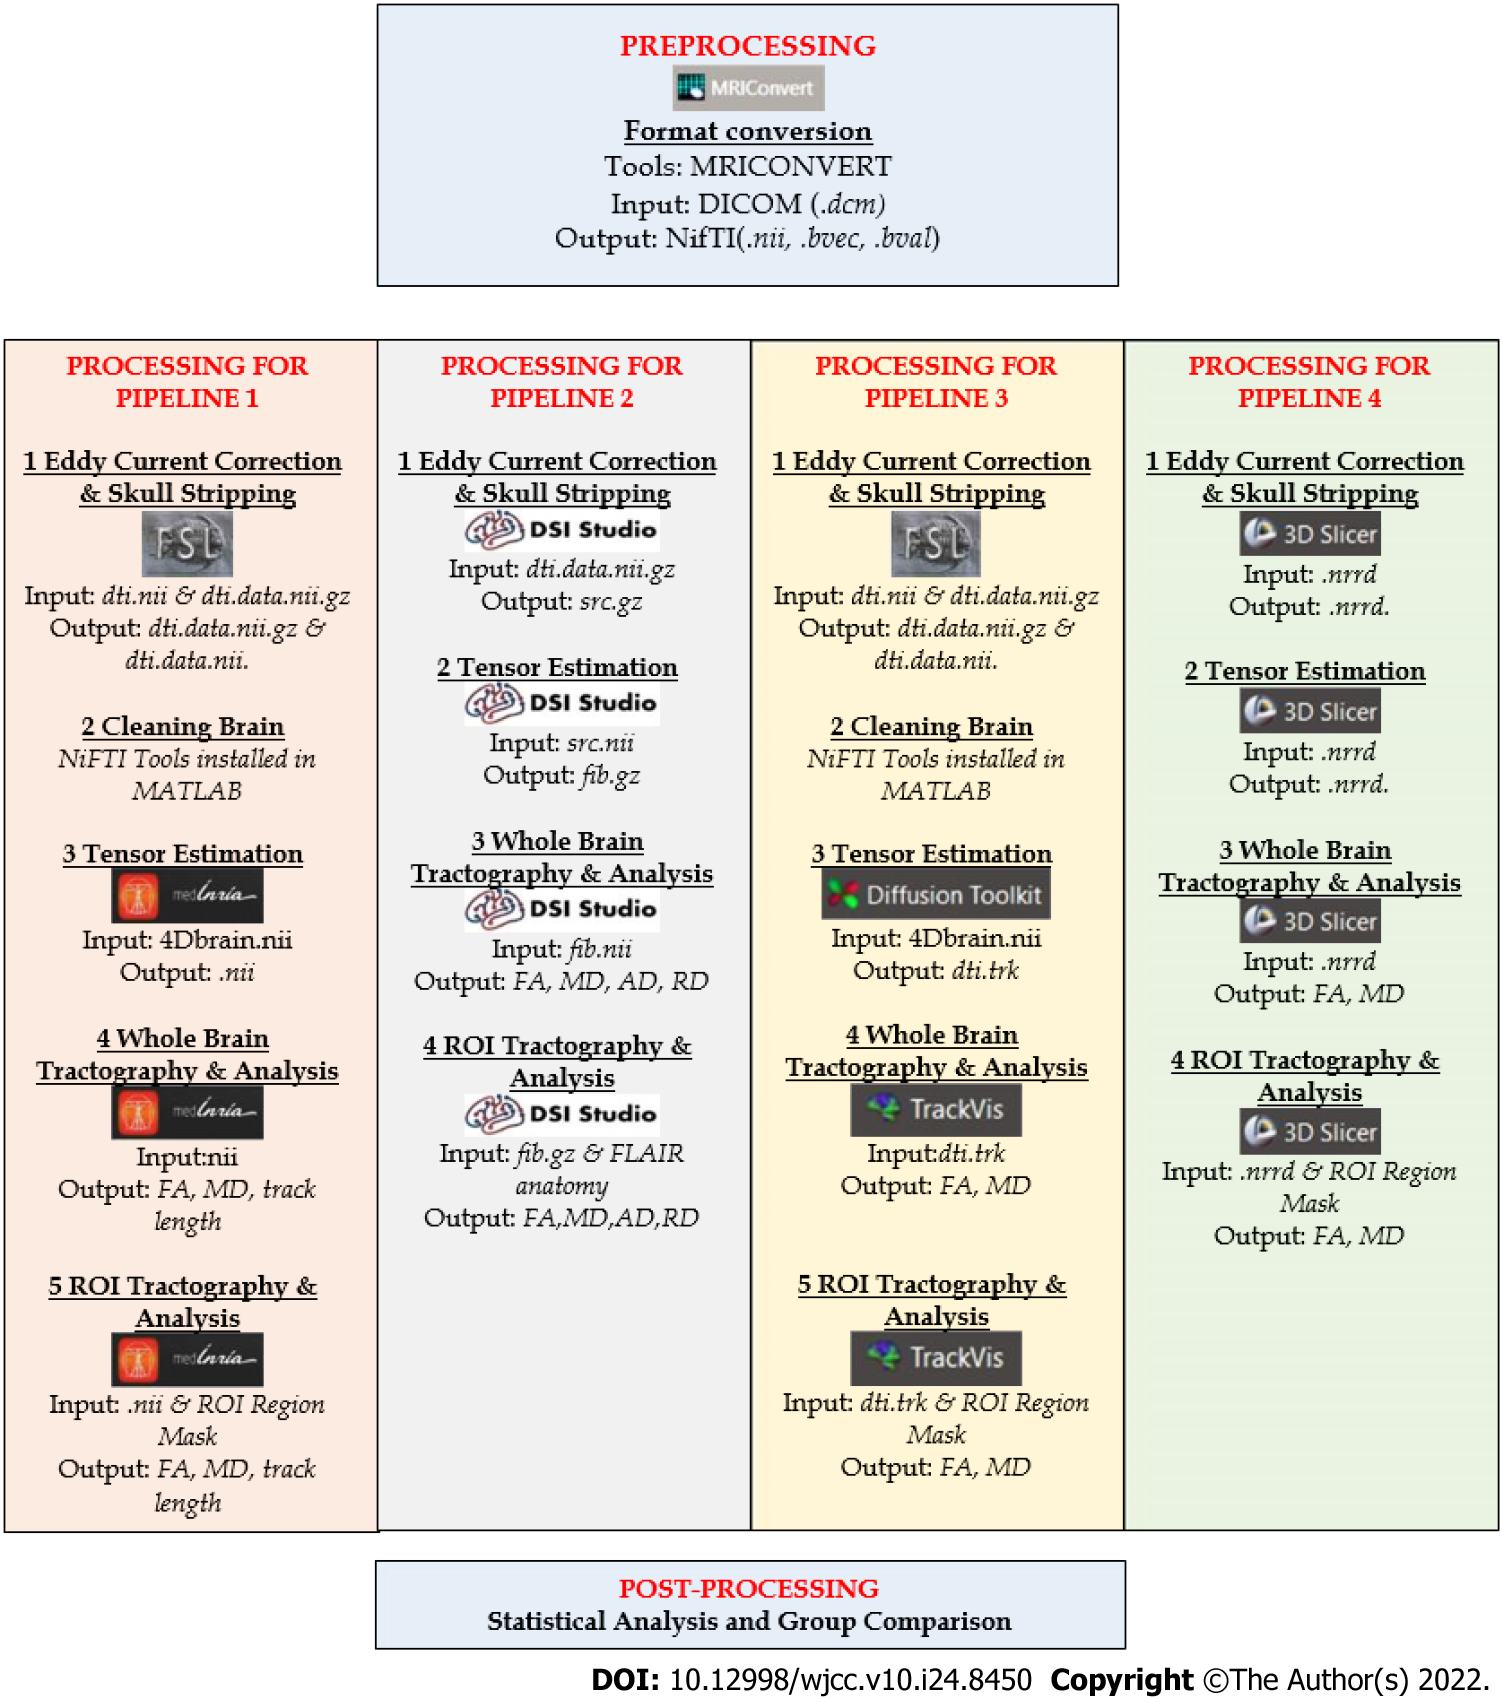 PREPROCESSING
MRIConvert
Format conversion
Tools: MRICONVERT
Input: DICOM (.dcm)
Output: NifTI(.nii, .bvec, .bval)
PROCESSING FOR
PIPELINE 1
1 Eddy Current Correction
& Skull Stripping
FSL
Input: dti.nii & dti.data.nii.gz
Output: dti.data.nii.gz &
dti.data.nii.
2 Cleaning Brain
NiFTI Tools installed in
MATLAB
3 Tensor Estimation
medInria
Input: 4Dbrain.nii
Output: .nii
4 Whole Brain
Tractography & Analysis
medInria
Input:nii
Output: FA, MD, track
length
5 ROI Tractography &
Analysis
medInria
Input: .nii & ROI Region
Mask
Output: FA, MD, track
length
PROCESSING FOR
PIPELINE 2
1 Eddy Current Correction
& Skull Stripping
DSI Studio
Input: dti.data.nii.gz
Output: src.gz
2 Tensor Estimation
DSI Studio
Input: src.nii
Output: fib.gz
3 Whole Brain
Tractography & Analysis
DSI Studio
Input: fib.nii
Output: FA, MD, AD, RD
4 ROI Tractography &
Analysis
DSI Studio
Input: fib.gz & FLAIR
anatomy
Output: FA,MD,AD,RD
PROCESSING FOR
PIPELINE 3
1 Eddy Current Correction
& Skull Stripping
FSL
Input: dti.nii & dti.data.nii.gz
Output: dti.data.nii.gz &
dti.data.nii.
2 Cleaning Brain
NiFTI Tools installed in
MATLAB
3 Tensor Estimation
Diffusion Toolkit
Input: 4Dbrain.nii
Output: dti.trk
4 Whole Brain
Tractography & Analysis
TrackVis
Input:dti.trk
Output: FA, MD
5 ROI Tractography &
Analysis
TrackVis
Input: dti.trk & ROI Region
Mask
Output: FA, MD
PROCESSING FOR
PIPELINE 4
1 Eddy Current Correction
& Skull Stripping
3D Slicer
Input: .nrrd
Output: .nrrd.
2 Tensor Estimation
3D Slicer
Input: .nrrd
Output: .nrrd.
3 Whole Brain
Tractography & Analysis
3D Slicer
Input: .nrrd
Output: FA, MD
4 ROI Tractography &
Analysis
3D Slicer
Input: .nrrd & ROI Region
Mask
Output: FA, MD
POST-PROCESSING
Statistical Analysis and Group Comparison
DOI: 10.12998/wjcc.v10.i24.8450 Copyright ©The Author(s) 2022.